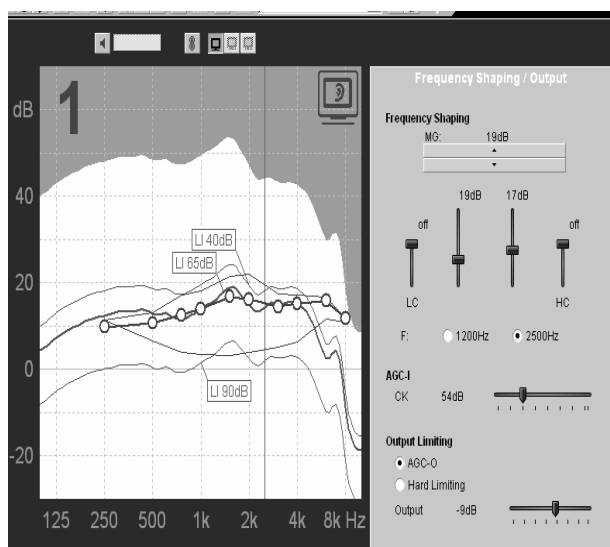 dB
1
40
20
0
-20
LI 40dB
LI 65dB
LI 90dB
125 250 500 1k 2k 4k 8k Hz
Frequency Shaping / Output
Frequency Shaping
MG: 19dB
19dB 17dB
off off
LC HC
F: 1200Hz 2500Hz
AGC-I
CK 54dB
Output Limiting
AGC-O
Hard Limiting
Output -9dB